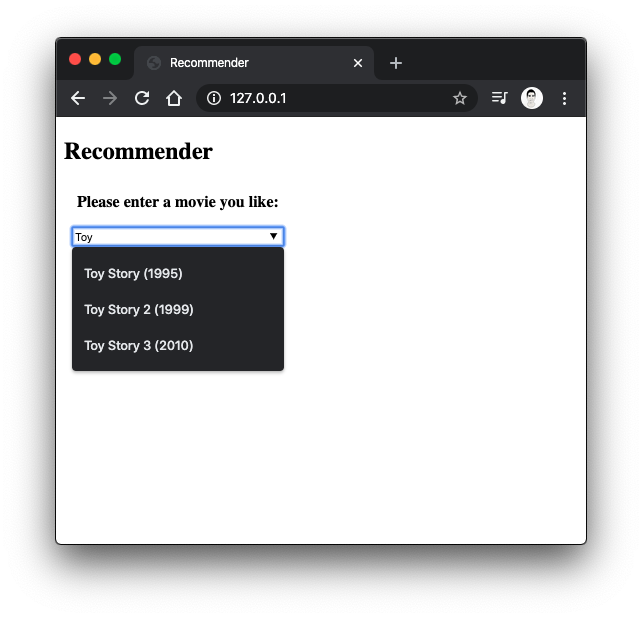 Recommender
127.0.0.1
Recommender
Please enter a movie you like:
Toy
Toy Story (1995)
Toy Story 2 (1999)
Toy Story 3 (2010)